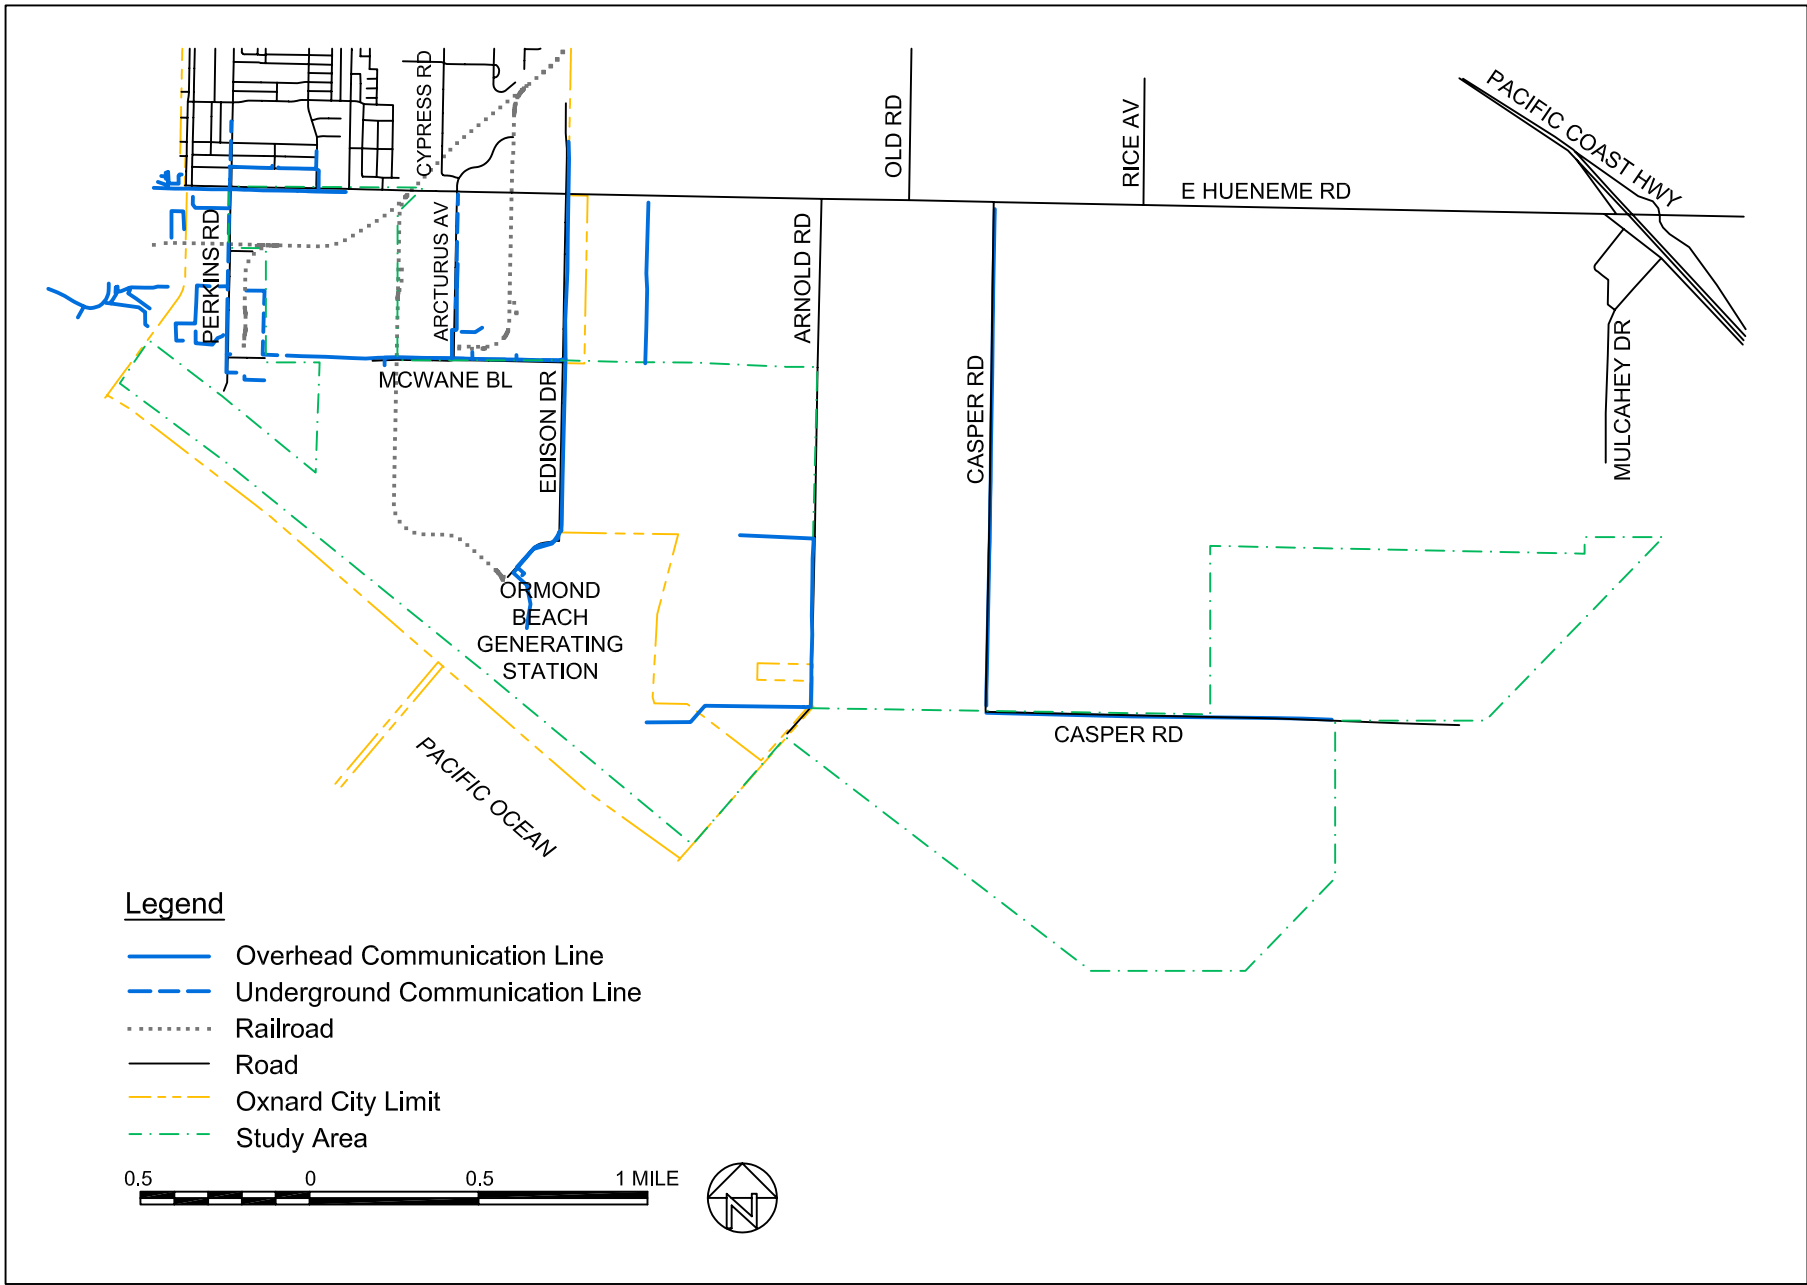 CYPRESS RD
OLD RD
RICE AV
PACIFIC COAST HWY
E HUENEME RD
PERKINS RD
ARCTURUS AV
ARNOLD RD
MULCAHEY DR
MCWANE BL
EDISON DR
CASPER RD
ORMOND
BEACH
GENERATING
STATION
CASPER RD
PACIFIC OCEAN
Legend
Overhead Communication Line
Underground Communication Line
Railroad
Road
Oxnard City Limit
Study Area
0.5 0 0.5 1 MILE
N